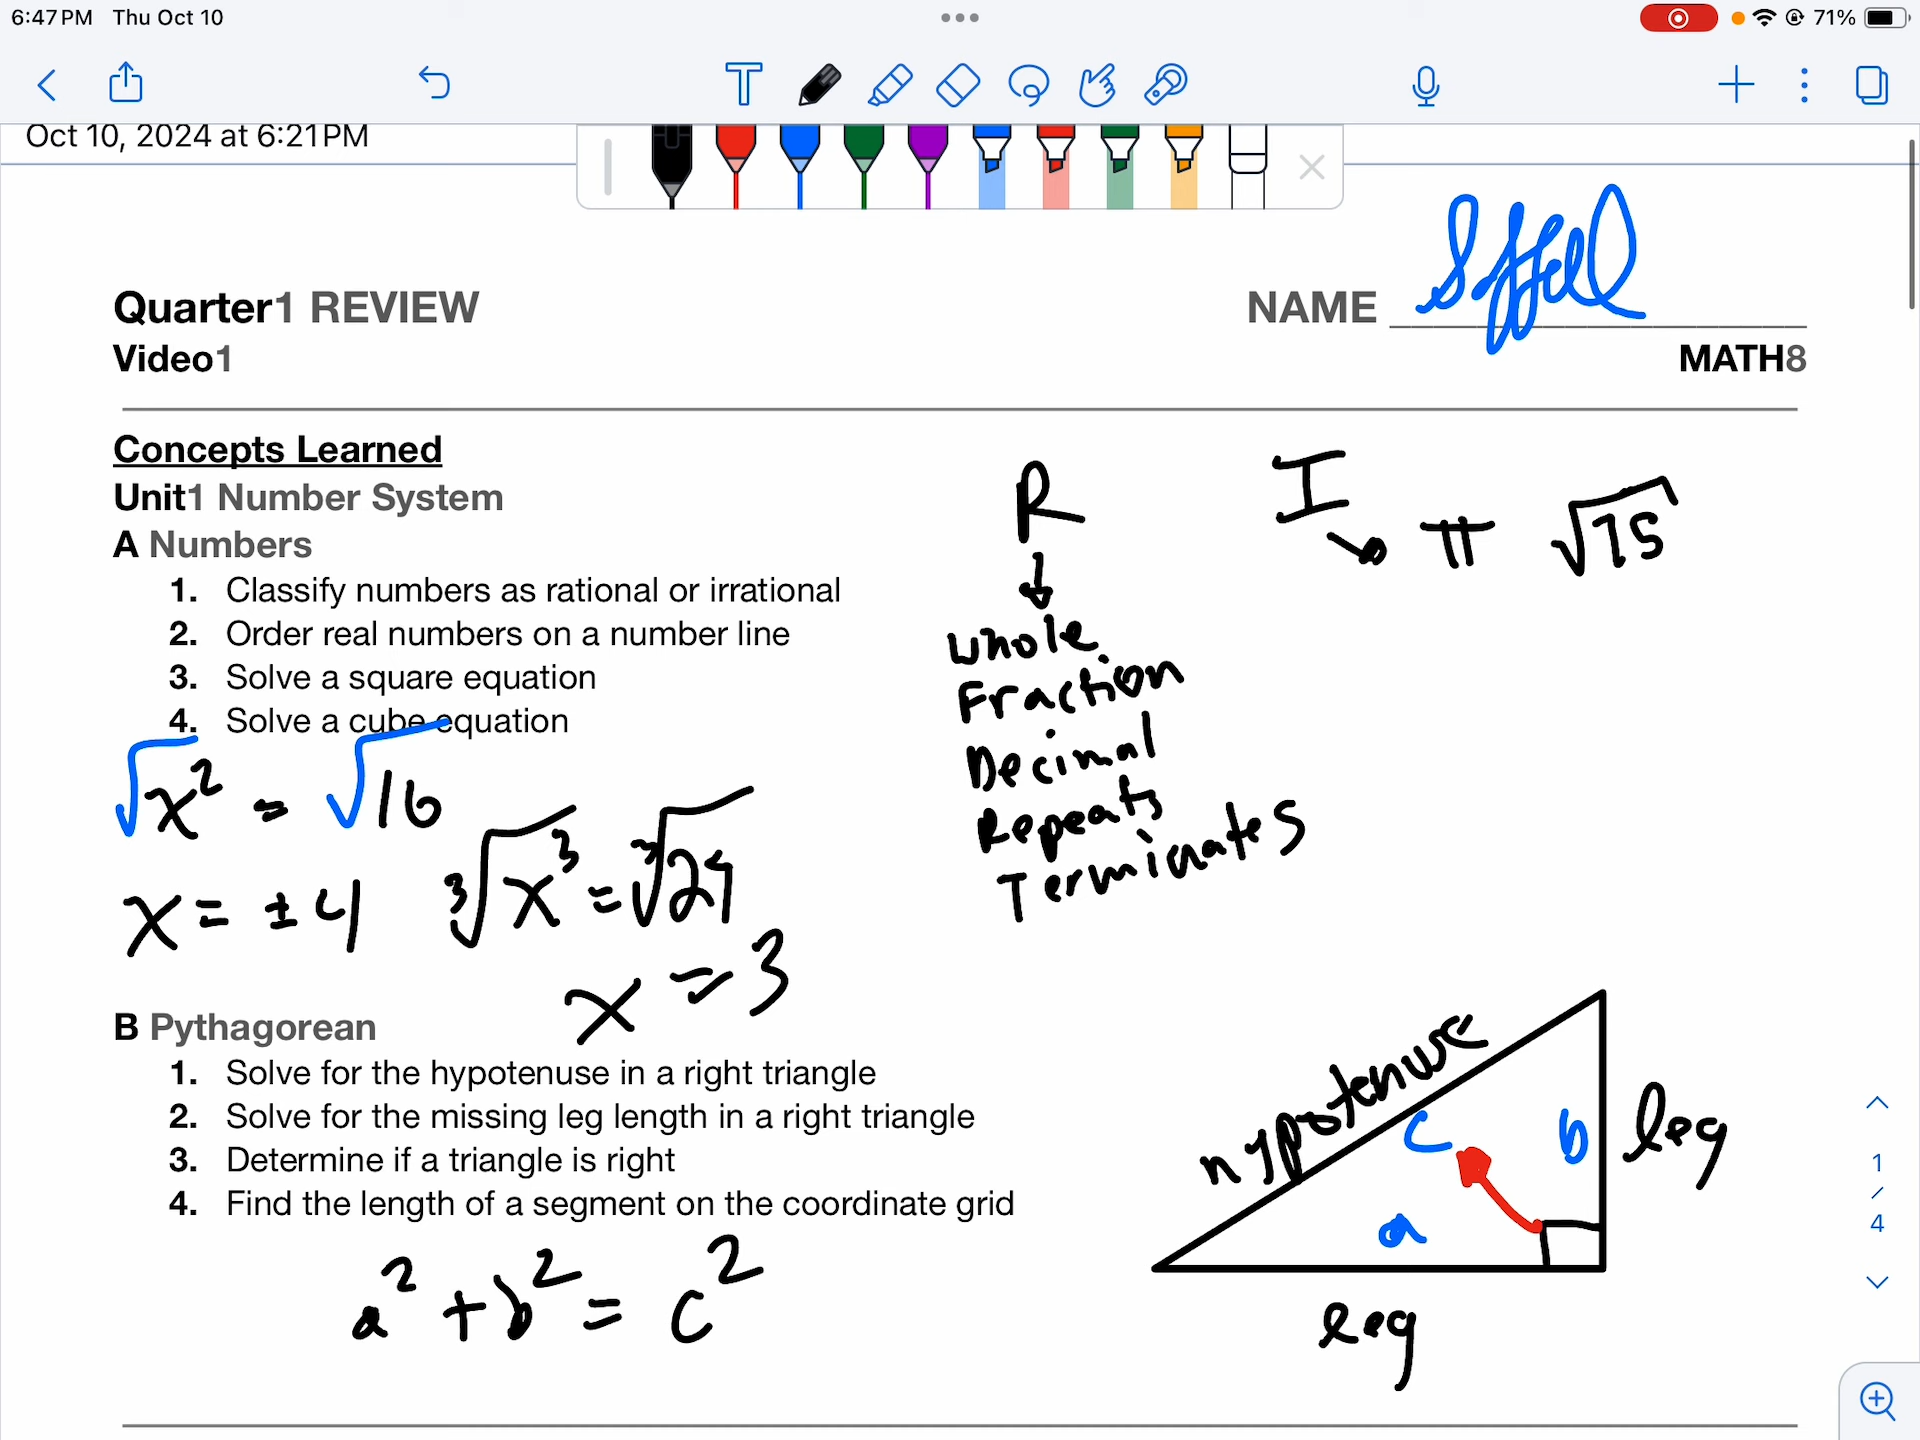 6:47 PM Thu Oct 10
71%
T
Oct 10, 2024 at 6:21 PM
Quarter1 REVIEW
NAME
Video1
MATH8
Concepts Learned
Unit1 Number System
A Numbers
1. Classify numbers as rational or irrational
2. Order real numbers on a number line
3. Solve a square equation
4. Solve a cube equation
R
I
π √75
Whole
Fraction
Decimal
Repeats
Terminates
√x² = √16
x = ±4
∛x³ = ∛27
x = 3
B Pythagorean
1. Solve for the hypotenuse in a right triangle
2. Solve for the missing leg length in a right triangle
3. Determine if a triangle is right
4. Find the length of a segment on the coordinate grid
a² + b² = c²
hypotenuse
c
b
leg
a
leg
1
/
4